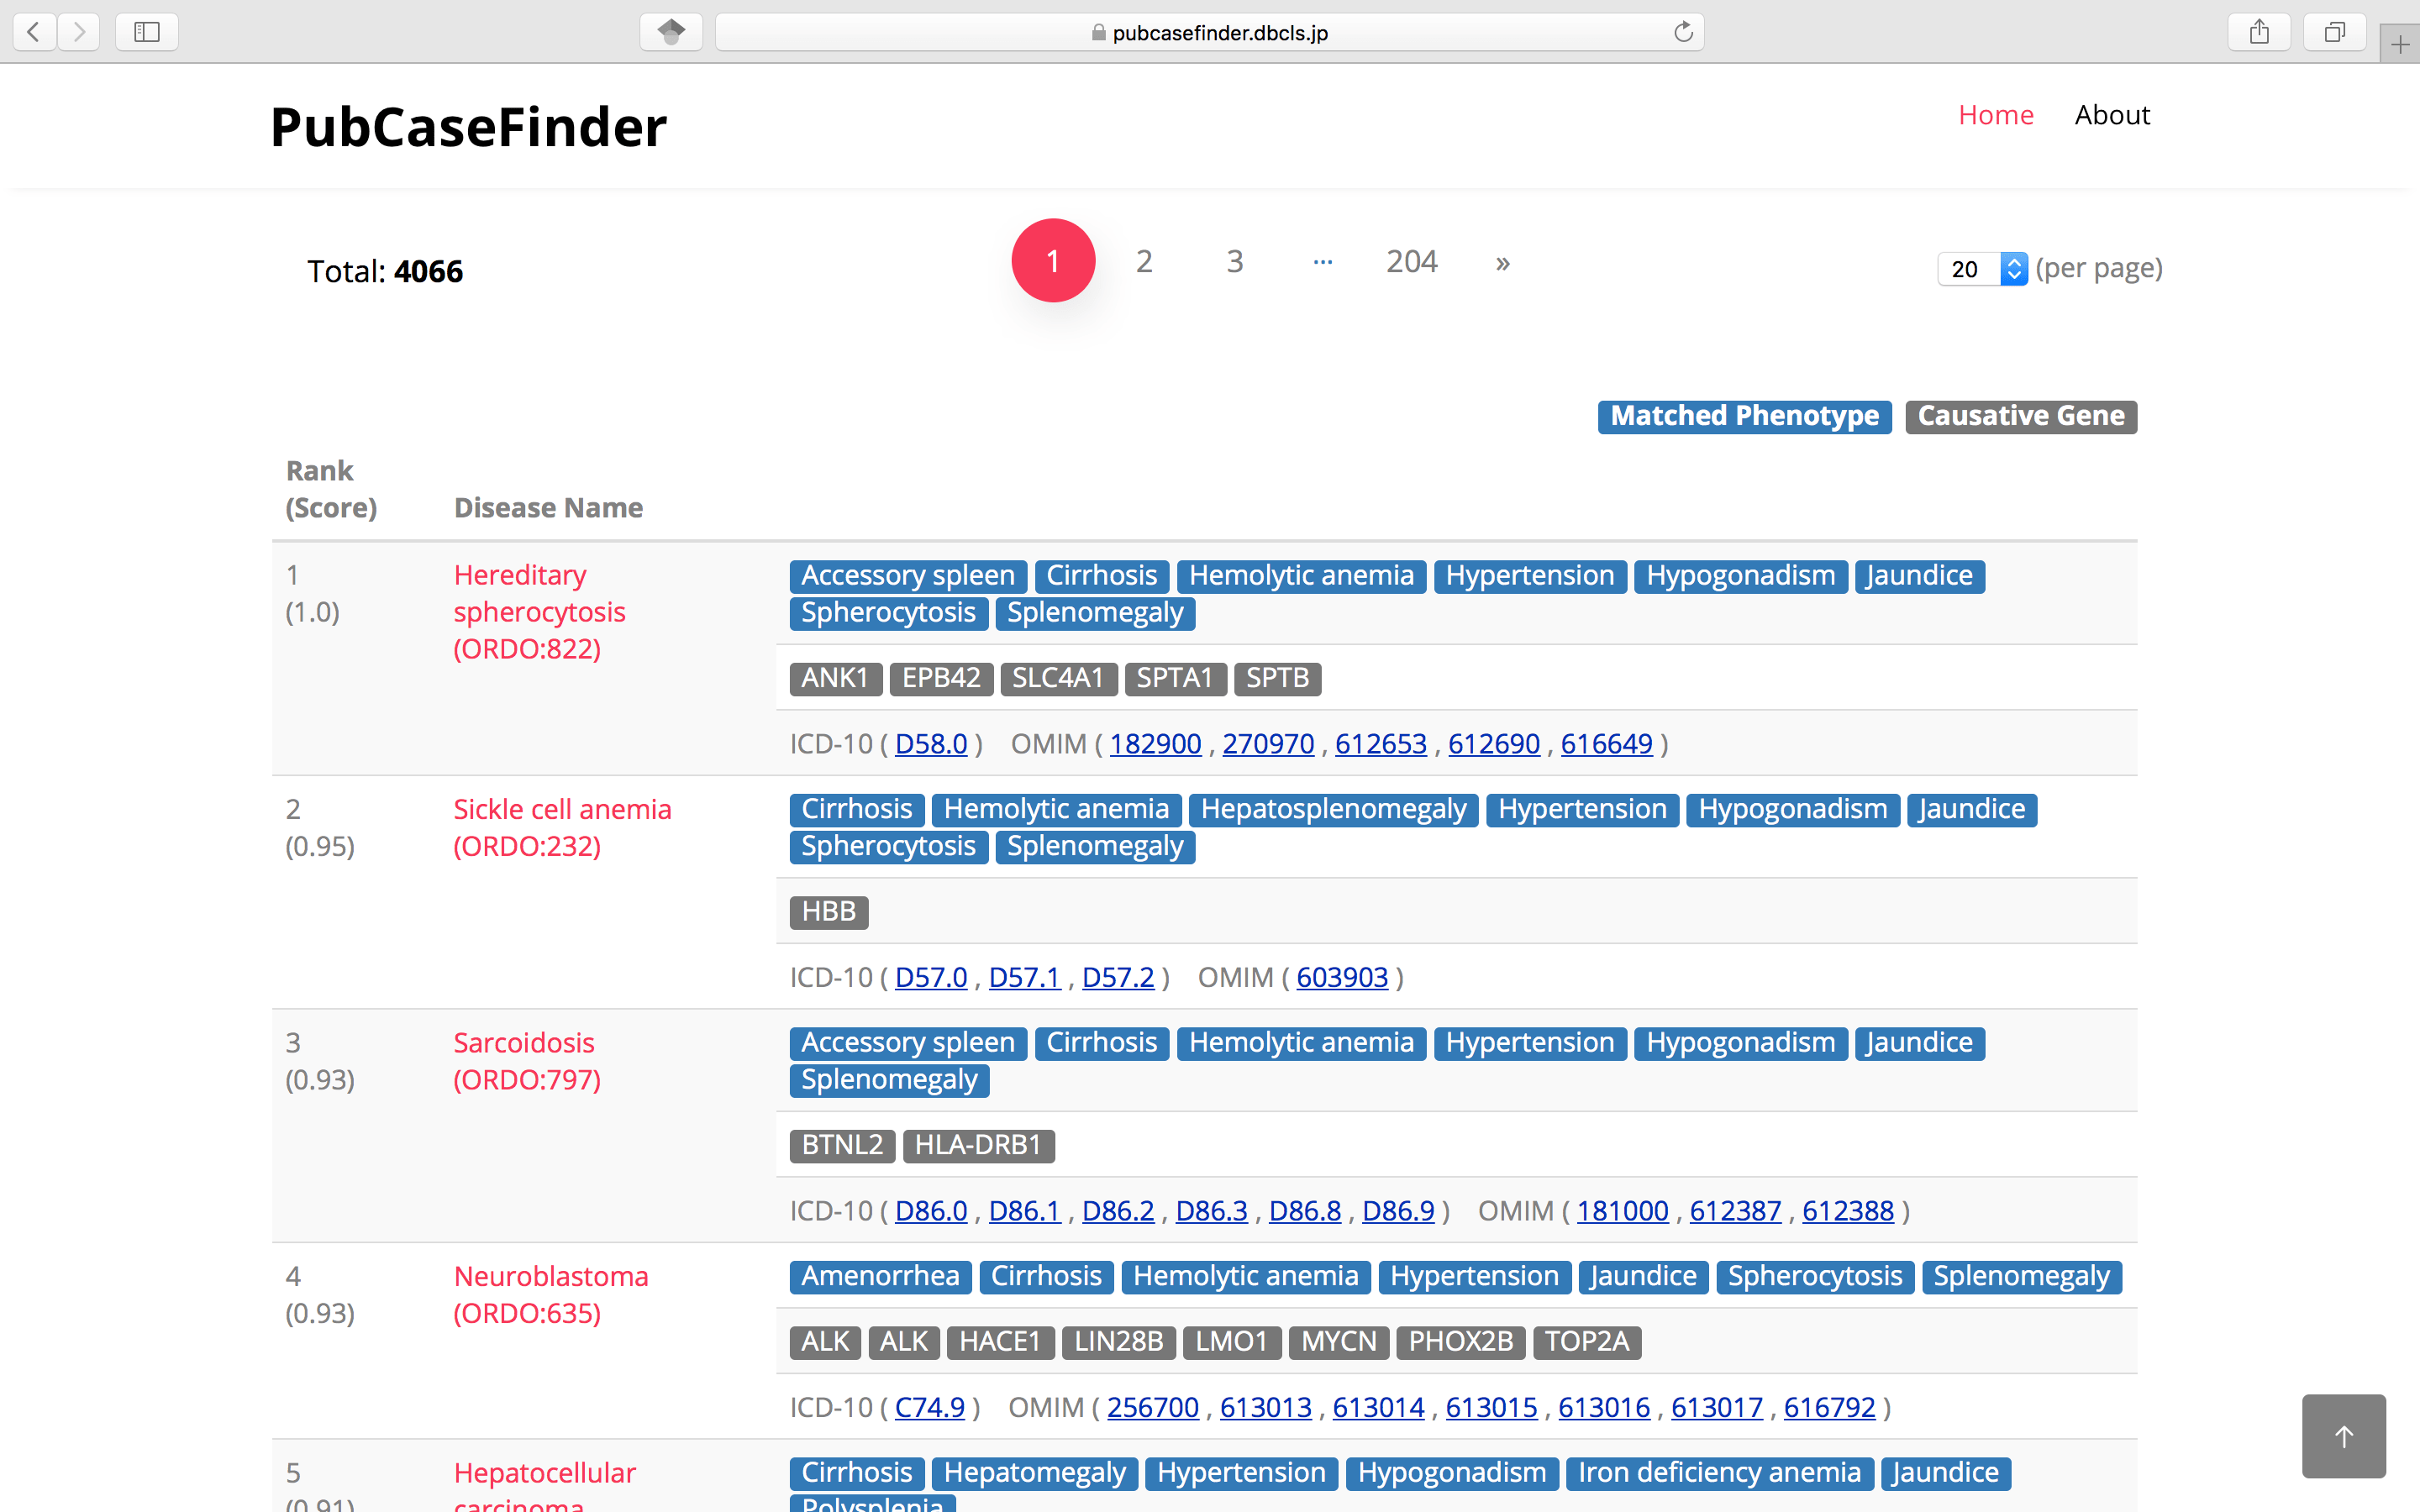 pubcasefinder.dbcls.jp
PubCaseFinder
Home About
Total: 4066
1 2 3 ... 204 »
20 (per page)
Matched Phenotype Causative Gene
Rank
(Score) Disease Name
1
(1.0)
Hereditary
spherocytosis
(ORDO:822)
Accessory spleen Cirrhosis Hemolytic anemia Hypertension Hypogonadism Jaundice
Spherocytosis Splenomegaly
ANK1 EPB42 SLC4A1 SPTA1 SPTB
ICD-10 ( D58.0 ) OMIM ( 182900 , 270970 , 612653 , 612690 , 616649 )
2
(0.95)
Sickle cell anemia
(ORDO:232)
Cirrhosis Hemolytic anemia Hepatosplenomegaly Hypertension Hypogonadism Jaundice
Spherocytosis Splenomegaly
HBB
ICD-10 ( D57.0 , D57.1 , D57.2 ) OMIM ( 603903 )
3
(0.93)
Sarcoidosis
(ORDO:797)
Accessory spleen Cirrhosis Hemolytic anemia Hypertension Hypogonadism Jaundice
Splenomegaly
BTNL2 HLA-DRB1
ICD-10 ( D86.0 , D86.1 , D86.2 , D86.3 , D86.8 , D86.9 ) OMIM ( 181000 , 612387 , 612388 )
4
(0.93)
Neuroblastoma
(ORDO:635)
Amenorrhea Cirrhosis Hemolytic anemia Hypertension Jaundice Spherocytosis Splenomegaly
ALK ALK HACE1 LIN28B LMO1 MYCN PHOX2B TOP2A
ICD-10 ( C74.9 ) OMIM ( 256700 , 613013 , 613014 , 613015 , 613016 , 613017 , 616792 )
5
(0.91)
Hepatocellular
carcinoma
Cirrhosis Hepatomegaly Hypertension Hypogonadism Iron deficiency anemia Jaundice
Polysplenia